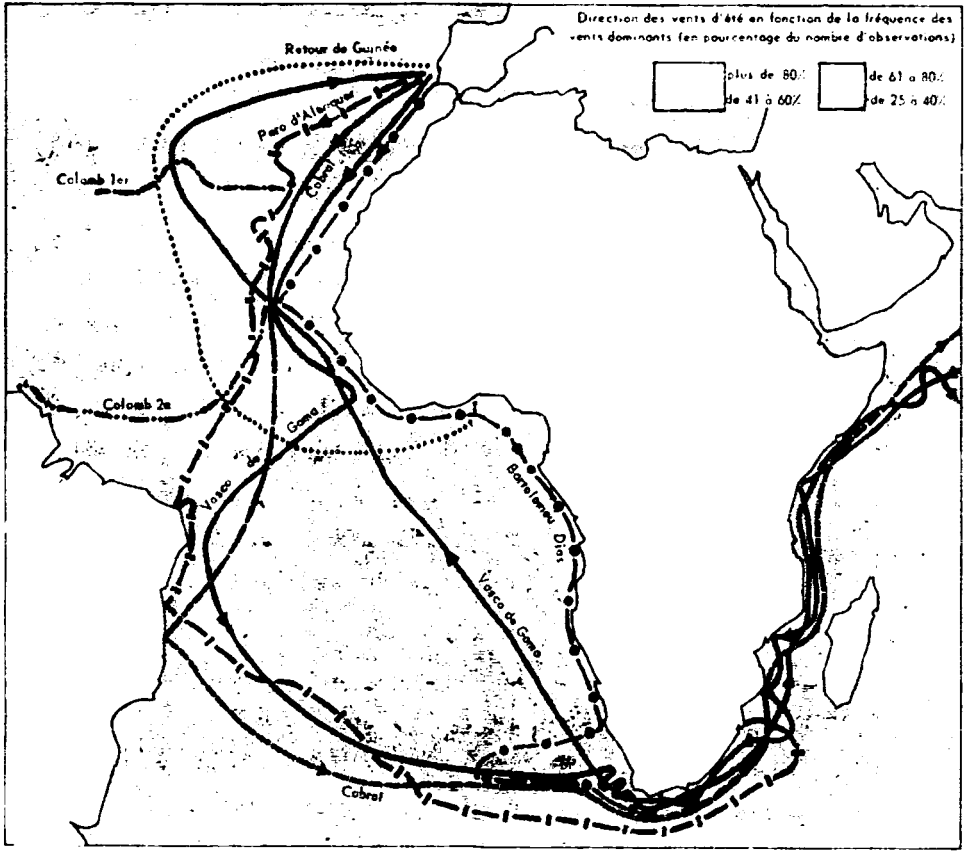 Direction des vents d'été en fonction de la fréquence des
vents dominants (en pourcentage du nombre d'observations)
plus de 80%
de 61 a 80%
de 41 à 60%
de 25 à 40%
Retour de Guinée
Pero d'Alenquer
Cabral
Colomb 1er
Colomb 2e
Vasco de Gama
Bartolomeu Dias
Vasco de Gama
Cabral